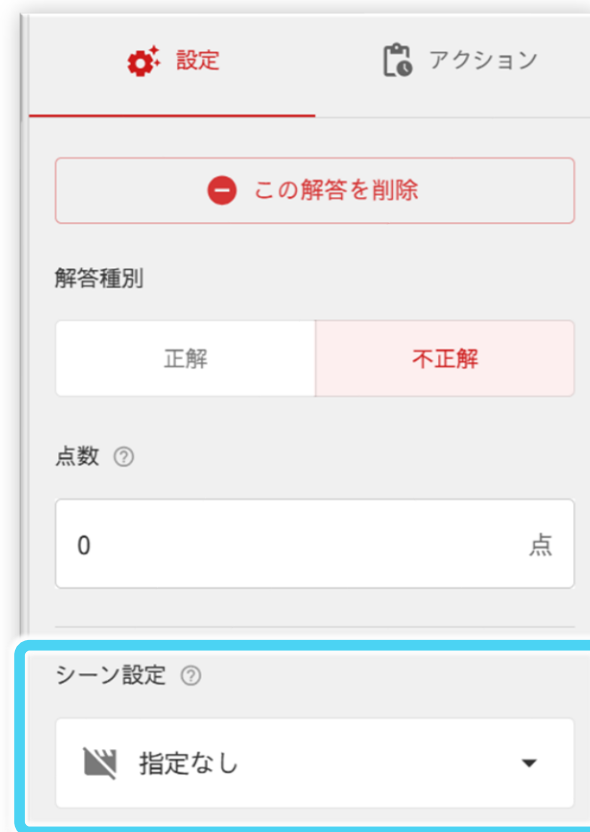 設定
アクション
この解答を削除
解答種別
正解
不正解
点数
0 点
シーン設定
指定なし